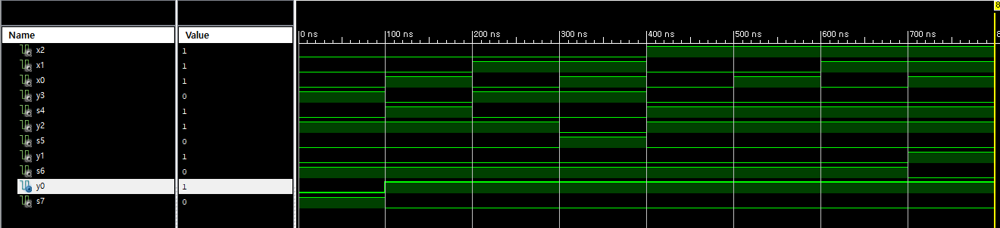 8
Name Value
0 ns 100 ns 200 ns 300 ns 400 ns 500 ns 600 ns 700 ns 8
x2 1
x1 1
x0 1
y3 0
s4 1
y2 1
s5 0
y1 1
s6 0
y0 1
s7 0